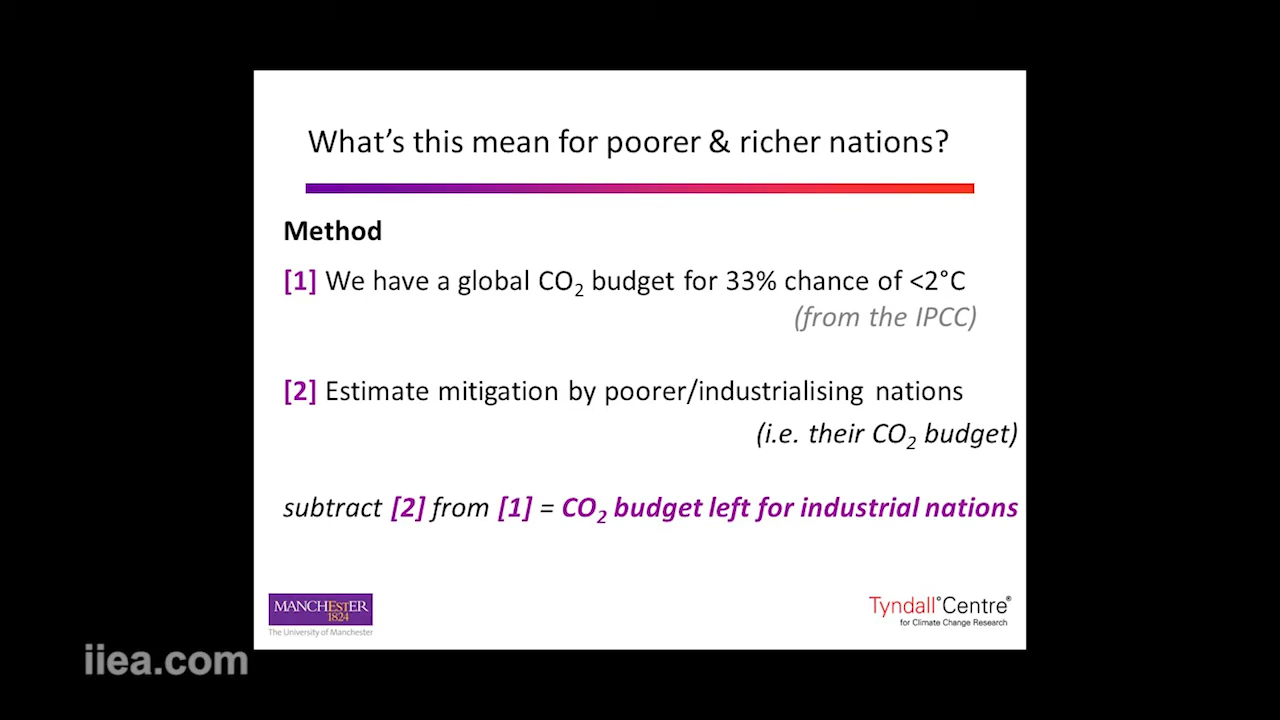 What's this mean for poorer & richer nations?
Method
[1] We have a global CO₂ budget for 33% chance of <2°C
(from the IPCC)
[2] Estimate mitigation by poorer/industrialising nations
(i.e. their CO₂ budget)
subtract [2] from [1] = CO₂ budget left for industrial nations
MANCHESTER
1824
The University of Manchester
Tyndall°Centre®
for Climate Change Research
iiea.com